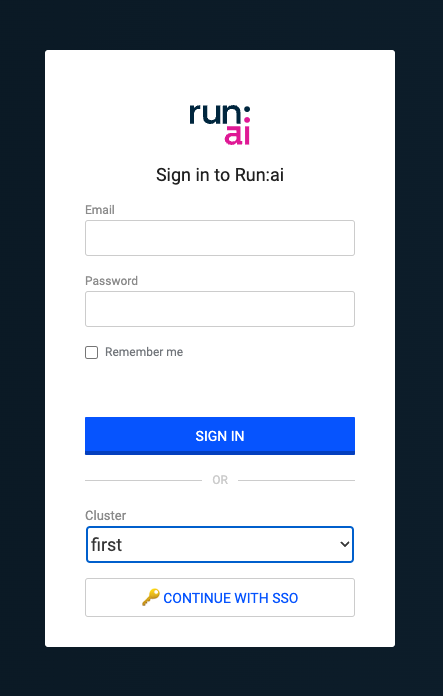 run:
ai
Sign in to Run:ai
Email
Password
Remember me
SIGN IN
OR
Cluster
first
CONTINUE WITH SSO